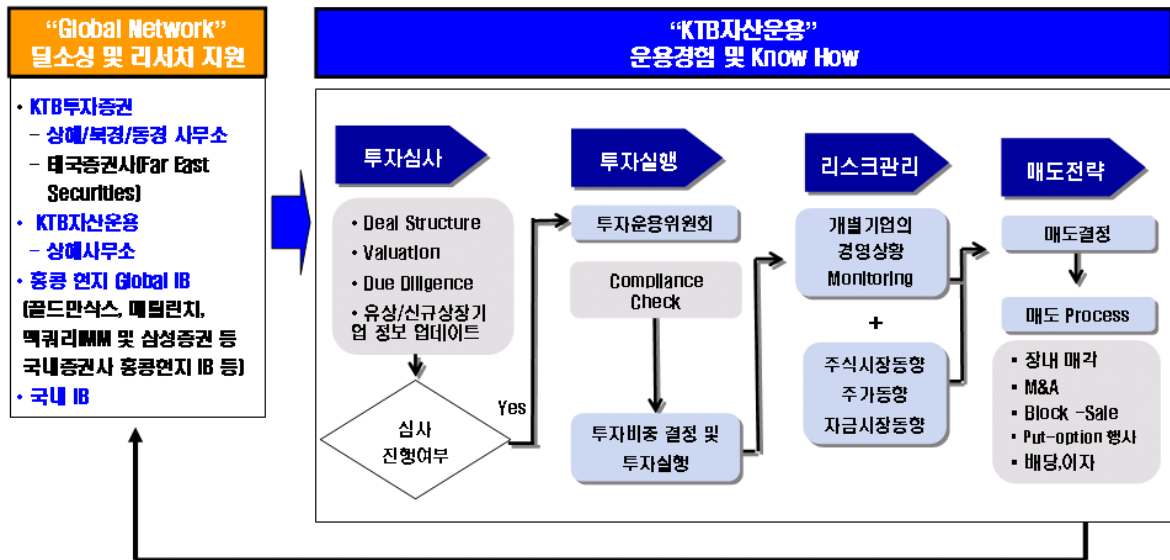 “Global Network”
딜소싱 및 리서치 지원
• KTB투자증권
– 상해/북경/동경 사무소
– 태국증권사(Far East
Securities)
• KTB자산운용
– 상해사무소
• 홍콩 현지 Global IB
(골드만삭스, 메릴린치,
맥쿼리IMM 및 삼성증권 등
국내증권사 홍콩현지 IB 등)
• 국내 IB
“KTB자산운용”
운용경험 및 Know How
투자심사
• Deal Structure
• Valuation
• Due Diligence
• 유상/신규상장기
업 정보 업데이트
심사
진행여부
Yes
투자실행
투자운용위원회
Compliance
Check
투자비중 결정 및
투자실행
리스크관리
개별기업의
경영상황
Monitoring
+
주식시장동향
주가동향
자금시장동향
매도전략
매도결정
매도 Process
• 장내 매각
• M&A
• Block -Sale
• Put-option 행사
• 배당,이자